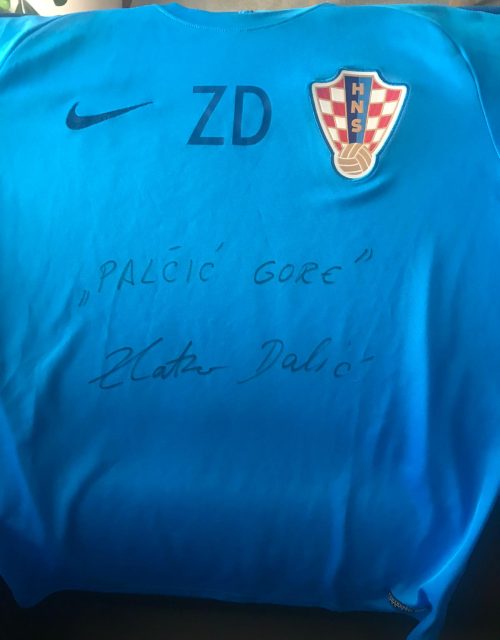 ZD
HNS
„PALČIĆ GORE"
Zlatko Dalić